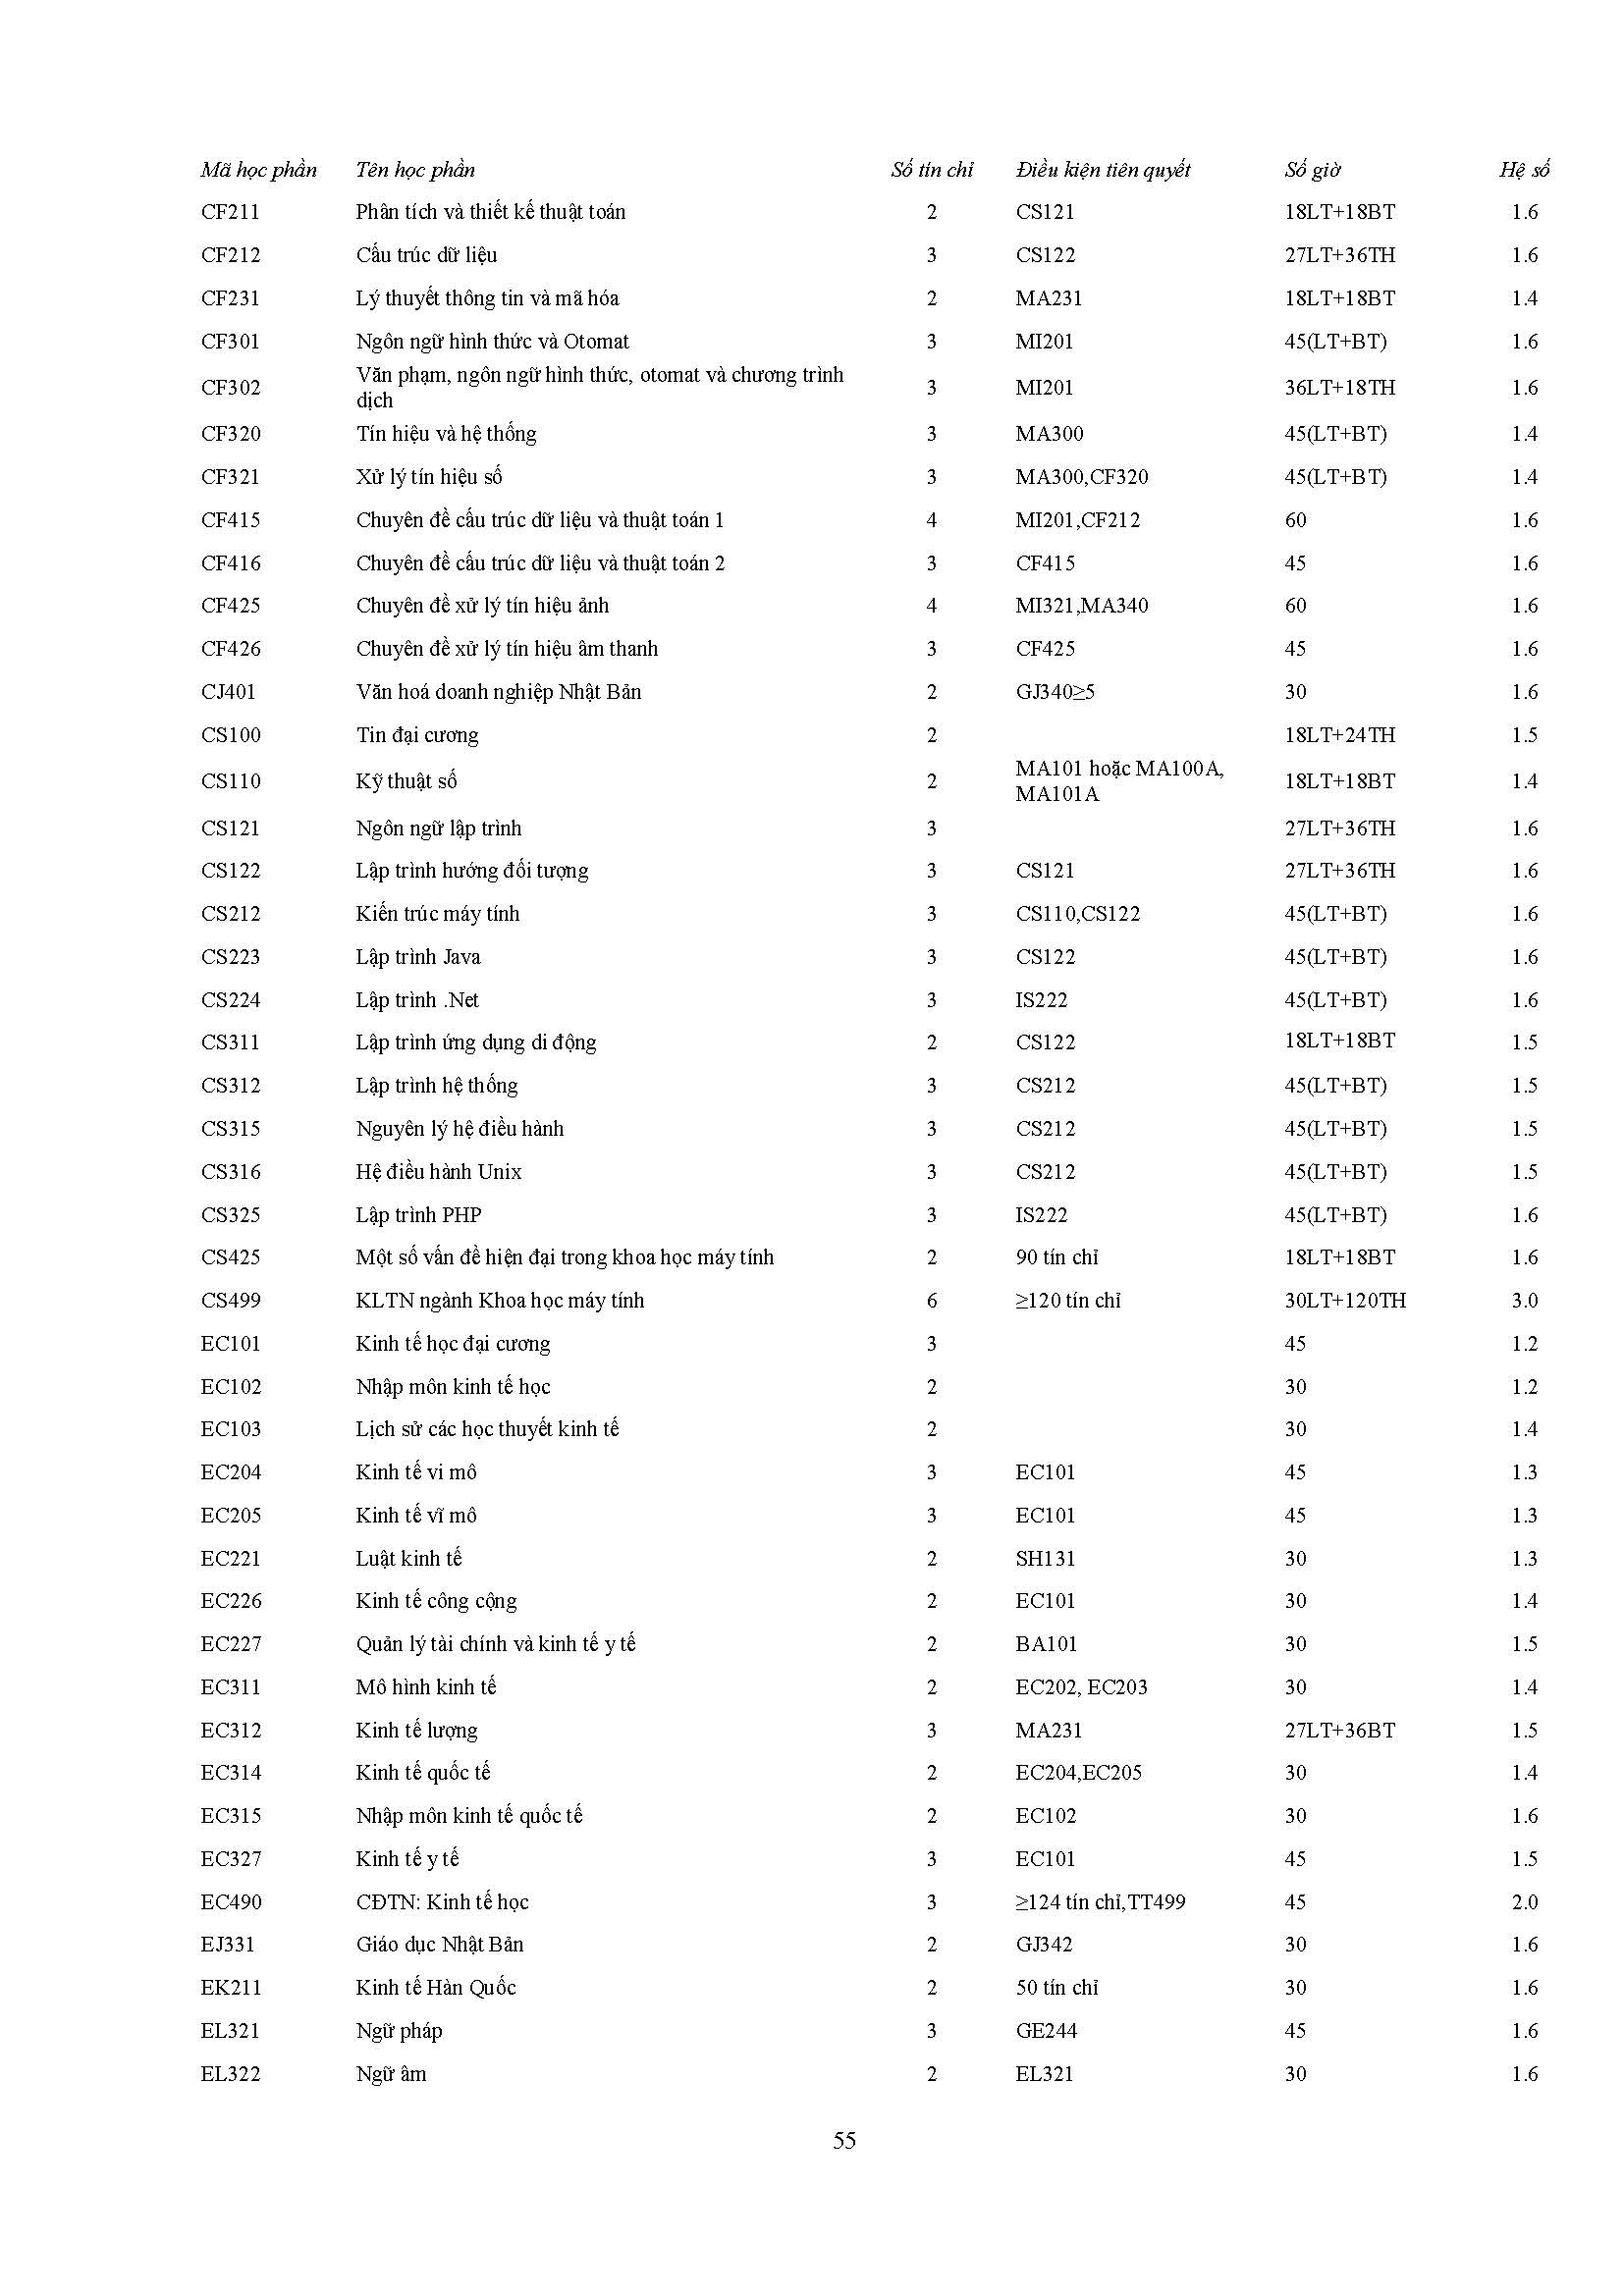 Mã học phần Tên học phần Số tín chỉ Điều kiện tiên quyết Số giờ Hệ số
CF211 Phân tích và thiết kế thuật toán 2 CS121 18LT+18BT 1.6
CF212 Cấu trúc dữ liệu 3 CS122 27LT+36TH 1.6
CF231 Lý thuyết thông tin và mã hóa 2 MA231 18LT+18BT 1.4
CF301 Ngôn ngữ hình thức và Otomat 3 MI201 45(LT+BT) 1.6
CF302 Văn phạm, ngôn ngữ hình thức, otomat và chương trình
dịch 3 MI201 36LT+18TH 1.6
CF320 Tín hiệu và hệ thống 3 MA300 45(LT+BT) 1.4
CF321 Xử lý tín hiệu số 3 MA300,CF320 45(LT+BT) 1.4
CF415 Chuyên đề cấu trúc dữ liệu và thuật toán 1 4 MI201,CF212 60 1.6
CF416 Chuyên đề cấu trúc dữ liệu và thuật toán 2 3 CF415 45 1.6
CF425 Chuyên đề xử lý tín hiệu ảnh 4 MI321,MA340 60 1.6
CF426 Chuyên đề xử lý tín hiệu âm thanh 3 CF425 45 1.6
CJ401 Văn hoá doanh nghiệp Nhật Bản 2 GJ340≥5 30 1.6
CS100 Tin đại cương 2 18LT+24TH 1.5
CS110 Kỹ thuật số 2 MA101 hoặc MA100A,
MA101A 18LT+18BT 1.4
CS121 Ngôn ngữ lập trình 3 27LT+36TH 1.6
CS122 Lập trình hướng đối tượng 3 CS121 27LT+36TH 1.6
CS212 Kiến trúc máy tính 3 CS110,CS122 45(LT+BT) 1.6
CS223 Lập trình Java 3 CS122 45(LT+BT) 1.6
CS224 Lập trình .Net 3 IS222 45(LT+BT) 1.6
CS311 Lập trình ứng dụng di động 2 CS122 18LT+18BT 1.5
CS312 Lập trình hệ thống 3 CS212 45(LT+BT) 1.5
CS315 Nguyên lý hệ điều hành 3 CS212 45(LT+BT) 1.5
CS316 Hệ điều hành Unix 3 CS212 45(LT+BT) 1.5
CS325 Lập trình PHP 3 IS222 45(LT+BT) 1.6
CS425 Một số vấn đề hiện đại trong khoa học máy tính 2 90 tín chỉ 18LT+18BT 1.6
CS499 KLTN ngành Khoa học máy tính 6 ≥120 tín chỉ 30LT+120TH 3.0
EC101 Kinh tế học đại cương 3 45 1.2
EC102 Nhập môn kinh tế học 2 30 1.2
EC103 Lịch sử các học thuyết kinh tế 2 30 1.4
EC204 Kinh tế vi mô 3 EC101 45 1.3
EC205 Kinh tế vĩ mô 3 EC101 45 1.3
EC221 Luật kinh tế 2 SH131 30 1.3
EC226 Kinh tế công cộng 2 EC101 30 1.4
EC227 Quản lý tài chính và kinh tế y tế 2 BA101 30 1.5
EC311 Mô hình kinh tế 2 EC202, EC203 30 1.4
EC312 Kinh tế lượng 3 MA231 27LT+36BT 1.5
EC314 Kinh tế quốc tế 2 EC204,EC205 30 1.4
EC315 Nhập môn kinh tế quốc tế 2 EC102 30 1.6
EC327 Kinh tế y tế 3 EC101 45 1.5
EC490 CĐTN: Kinh tế học 3 ≥124 tín chỉ,TT499 45 2.0
EJ331 Giáo dục Nhật Bản 2 GJ342 30 1.6
EK211 Kinh tế Hàn Quốc 2 50 tín chỉ 30 1.6
EL321 Ngữ pháp 3 GE244 45 1.6
EL322 Ngữ âm 2 EL321 30 1.6
55